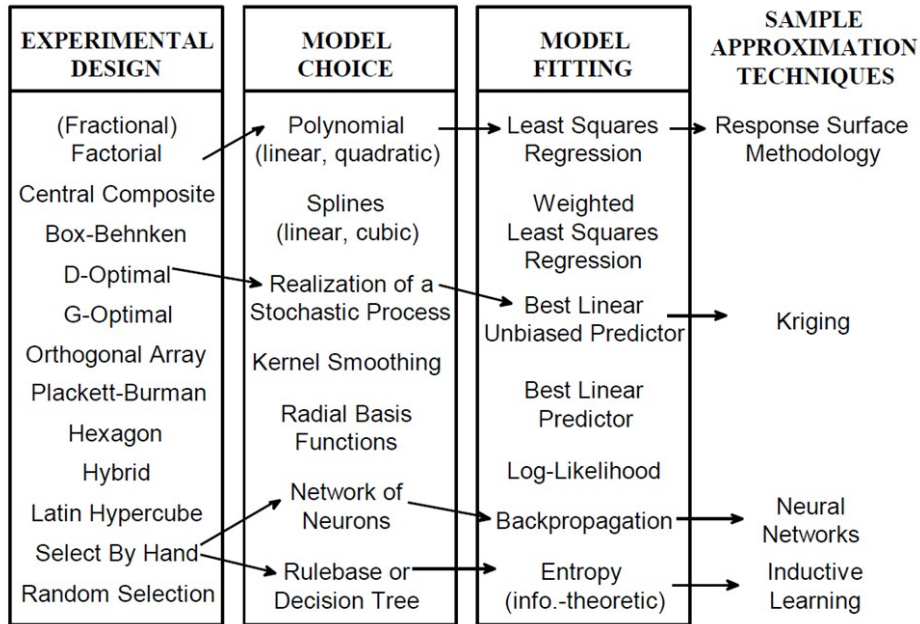 EXPERIMENTAL
DESIGN
(Fractional)
Factorial
Central Composite
Box-Behnken
D-Optimal
G-Optimal
Orthogonal Array
Plackett-Burman
Hexagon
Hybrid
Latin Hypercube
Select By Hand
Random Selection
MODEL
CHOICE
Polynomial
(linear, quadratic)
Splines
(linear, cubic)
Realization of a
Stochastic Process
Kernel Smoothing
Radial Basis
Functions
Network of
Neurons
Rulebase or
Decision Tree
MODEL
FITTING
Least Squares
Regression
Weighted
Least Squares
Regression
Best Linear
Unbiased Predictor
Best Linear
Predictor
Log-Likelihood
Backpropagation
Entropy
(info.-theoretic)
SAMPLE
APPROXIMATION
TECHNIQUES
Response Surface
Methodology
Kriging
Neural
Networks
Inductive
Learning